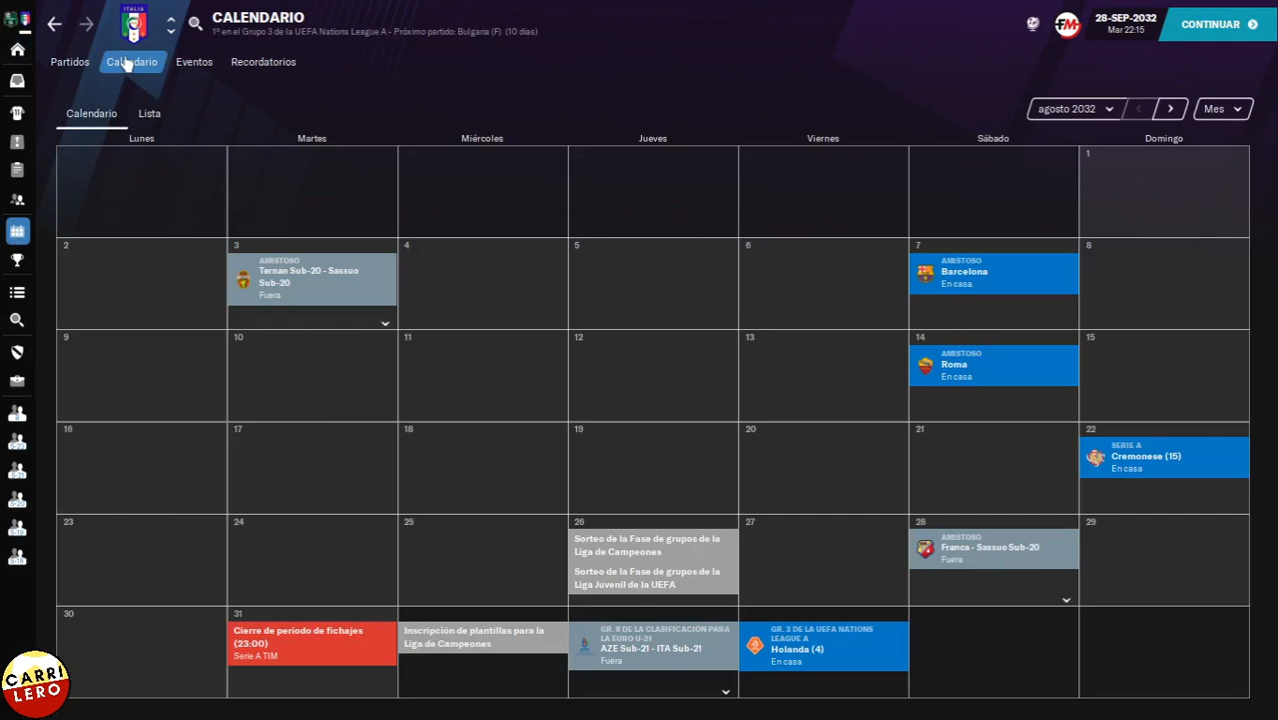 ITALIA
CALENDARIO
1º en el Grupo 3 de la UEFA Nations League A - Próximo partido: Bulgaria (F) (10 días)
FM
28-SEP-2032
Mar 22:15
CONTINUAR
Partidos
Calendario
Eventos
Recordatorios
Calendario
Lista
agosto 2032
Mes
Lunes
Martes
Miércoles
Jueves
Viernes
Sábado
Domingo
1
2
3
AMISTOSO
Ternan Sub-20 - Sassuo
Sub-20
Fuera
4
5
6
7
AMISTOSO
Barcelona
En casa
8
9
10
11
12
13
14
AMISTOSO
Roma
En casa
15
16
17
18
19
20
21
22
SERIE A
Cremonese (15)
En casa
23
24
25
26
Sorteo de la Fase de grupos de la
Liga de Campeones
Sorteo de la Fase de grupos de la
Liga Juvenil de la UEFA
27
28
AMISTOSO
Franca - Sassuo Sub-20
Fuera
29
30
31
Cierre de periodo de fichajes
(23:00)
Serie A TIM
Inscripción de plantillas para la
Liga de Campeones
GR. 8 DE LA CLASIFICACIÓN PARA
LA EURO U-21
AZE Sub-21 - ITA Sub-21
Fuera
GR. 3 DE LA UEFA NATIONS
LEAGUE A
Holanda (4)
En casa
CARRI
LERO